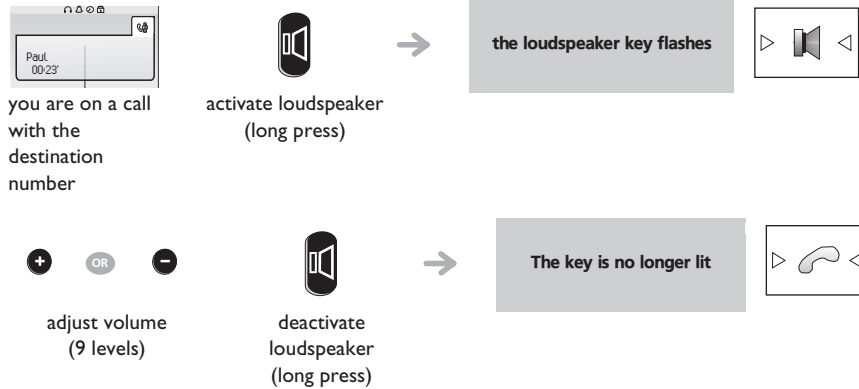 Paul
00:23'
you are on a call
with the
destination
number
activate loudspeaker
(long press)
the loudspeaker key flashes
OR
adjust volume
(9 levels)
deactivate
loudspeaker
(long press)
The key is no longer lit